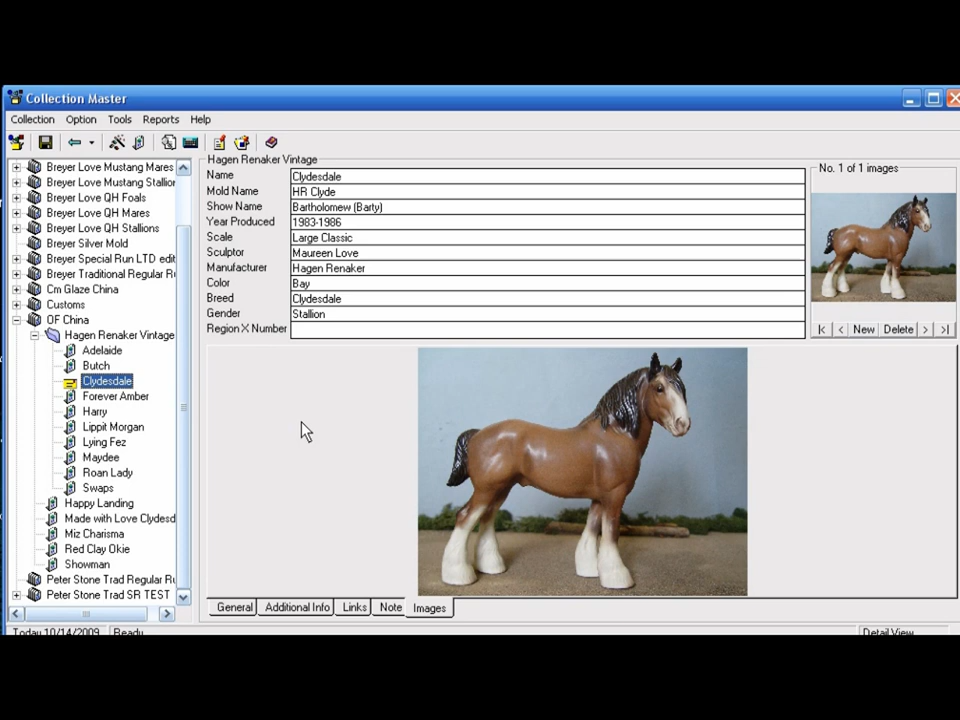 Collection Master
Collection Option Tools Reports Help
Breyer Love Mustang Mares
Breyer Love Mustang Stallion
Breyer Love QH Foals
Breyer Love QH Mares
Breyer Love QH Stallions
Breyer Silver Mold
Breyer Special Run LTD edit
Breyer Traditional Regular Ru
Cm Glaze China
Customs
OF China
Hagen Renaker Vintage
Adelaide
Butch
Clydesdale
Forever Amber
Harry
Lippit Morgan
Lying Fez
Maydee
Roan Lady
Swaps
Happy Landing
Made with Love Clydesd
Miz Charisma
Red Clay Okie
Showman
Peter Stone Trad Regular Ru
Peter Stone Trad SR TEST
Hagen Renaker Vintage
Name Clydesdale
Mold Name HR Clyde
Show Name Bartholomew (Barty)
Year Produced 1983-1986
Scale Large Classic
Sculptor Maureen Love
Manufacturer Hagen Renaker
Color Bay
Breed Clydesdale
Gender Stallion
Region X Number
No. 1 of 1 images
|< < New Delete > >|
General Additional Info Links Note Images
Today 10/14/2009 Ready Detail View